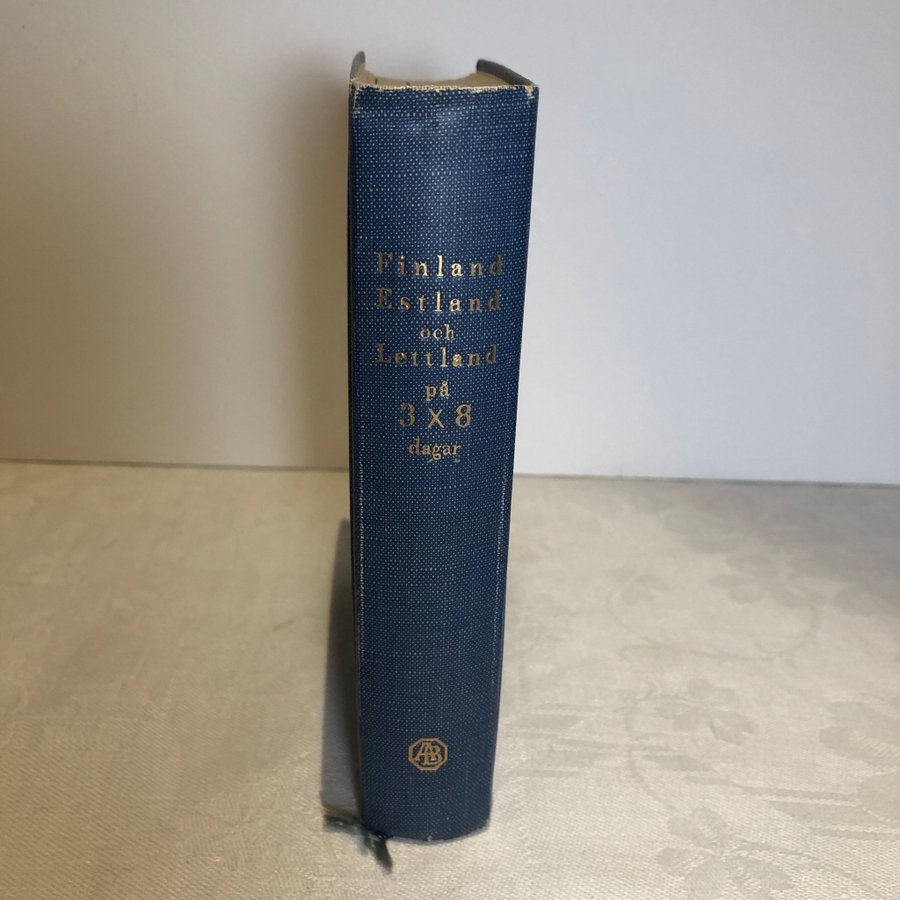 Finland
Estland
och
Lettland
på
3 x 8
dagar